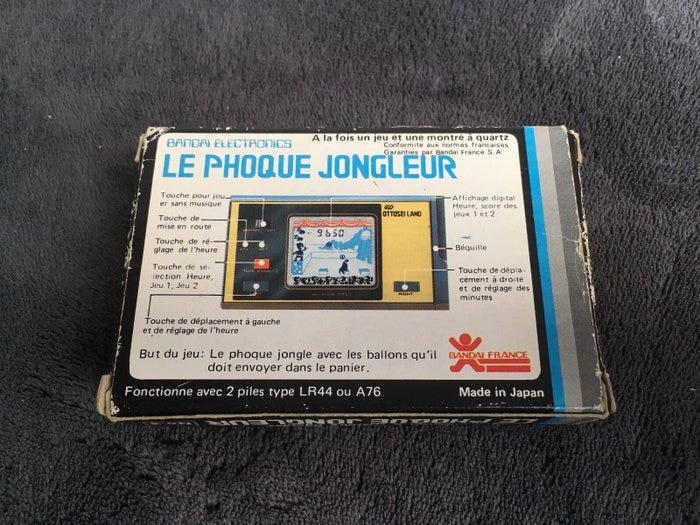 BANDAI ELECTRONICS
A la fois un jeu et une montre à quartz
Conformite aux normes francaises
Garanties par Bandai France S.A.
LE PHOQUE JONGLEUR
Touche pour jou
er sans musique
Touche de
mise en route
Touche de ré-
glage de l'heure
Touche de sé-
lection Heure,
Jeu 1, Jeu 2
Touche de déplacement à gauche
et de réglage de l'heure
9650
OTTOSEI LAND
RIGHT
Affichage digital
Heure, score des
jeux 1 et 2
Béquille
Touche de dépla-
cement à droite
et de réglage des
minutes
But du jeu: Le phoque jongle avec les ballons qu'il
doit envoyer dans le panier.
BANDAI FRANCE
Fonctionne avec 2 piles type LR44 ou A76
Made in Japan
LE PHOQUE JONGLEUR